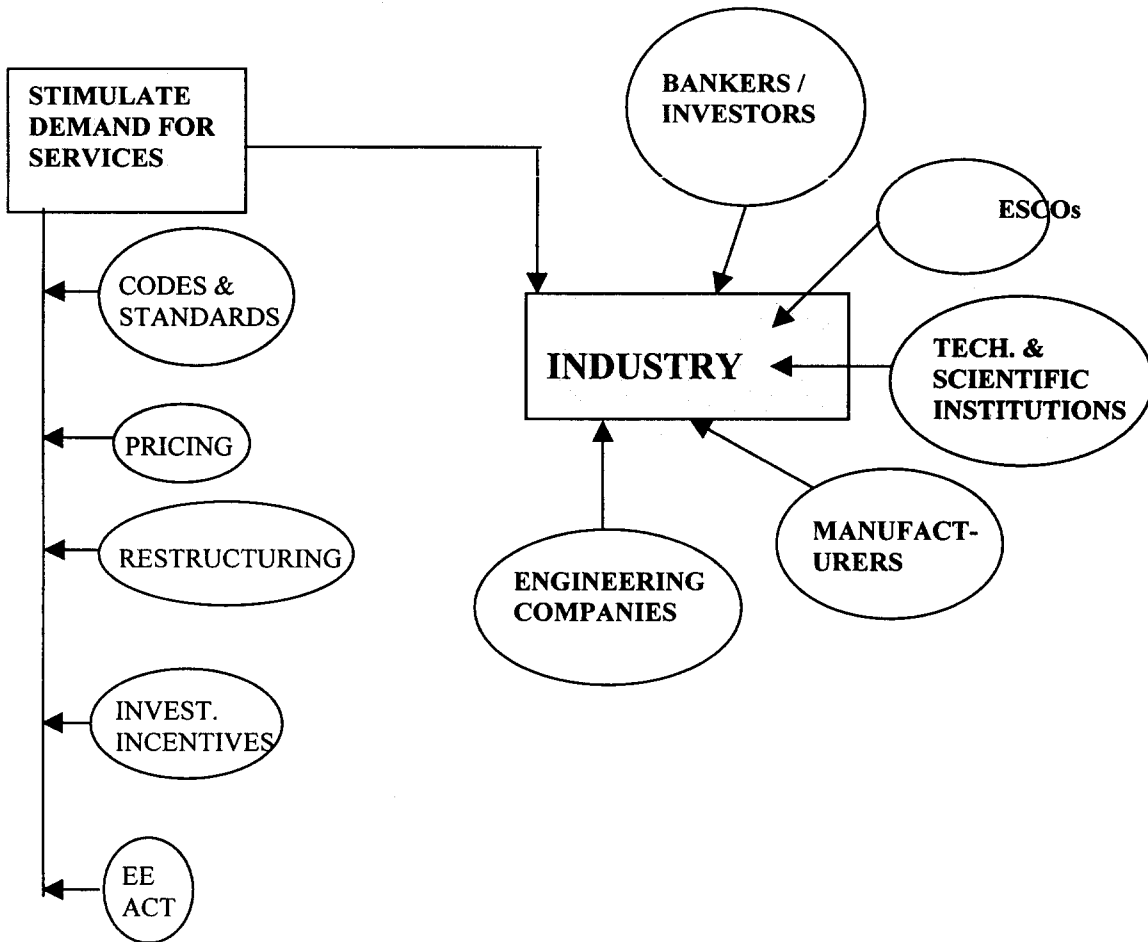 STIMULATE
DEMAND FOR
SERVICES
BANKERS /
INVESTORS
ESCOs
CODES &
STANDARDS
INDUSTRY
TECH. &
SCIENTIFIC
INSTITUTIONS
PRICING
RESTRUCTURING
MANUFACT-
URERS
ENGINEERING
COMPANIES
INVEST.
INCENTIVES
EE
ACT